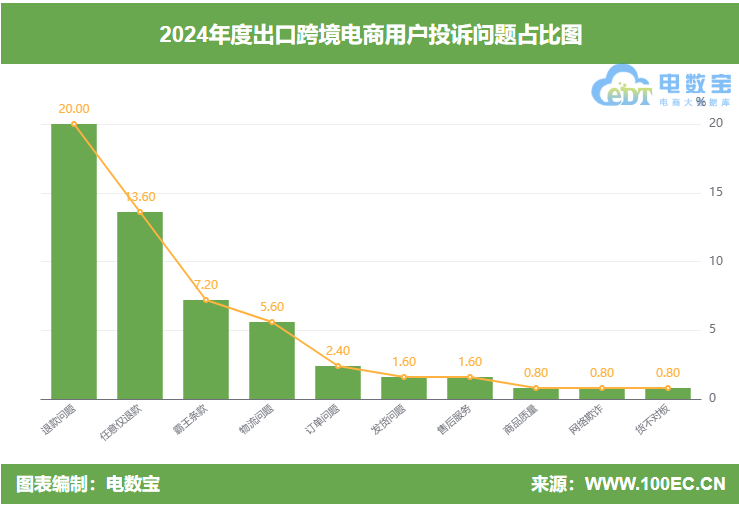 2024年度出口跨境电商用户投诉问题占比图
eDT 电数宝
电商大数据库
%
20
15
10
5
0
20.00
13.60
7.20
5.60
2.40
1.60
1.60
0.80
0.80
0.80
退款问题
任意仅退款
霸王条款
物流问题
订单问题
发货问题
售后服务
商品质量
网络欺诈
货不对板
图表编制：电数宝
来源：WWW.100EC.CN